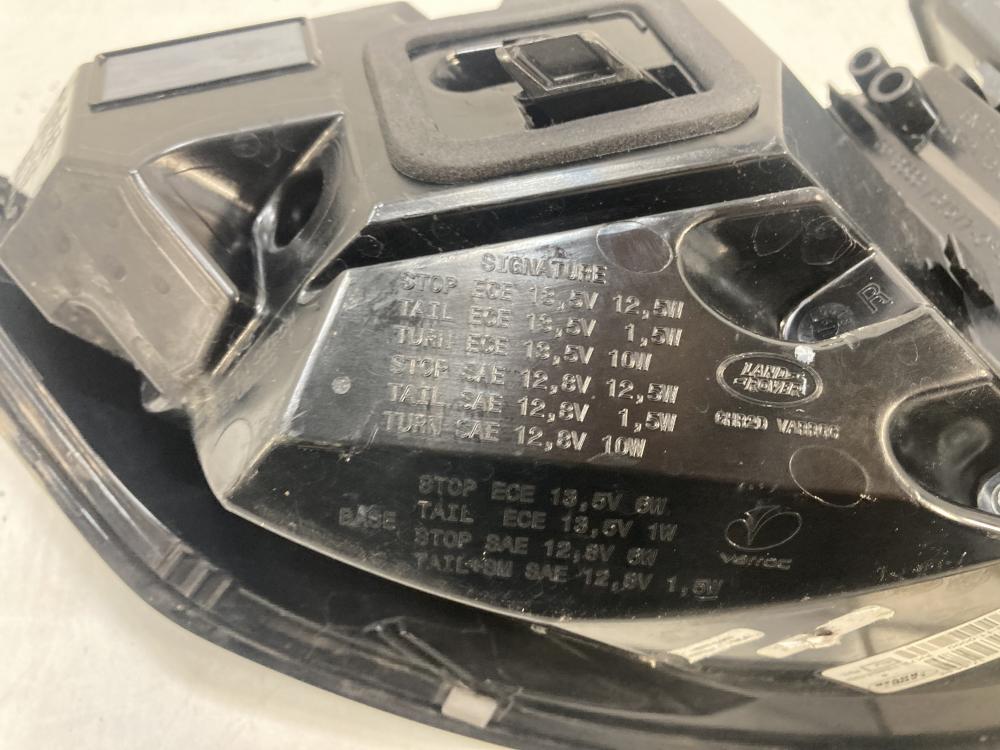 SIGNATURE
STOP ECE 13,5V 12,5W
TAIL ECE 13,5V 1,5W
TURN ECE 13,5V 10W
STOP SAE 12,8V 12,5W
TAIL SAE 12,8V 1,5W
TURN SAE 12,8V 10W
LAND-
-ROVER
STOP ECE 13,5V 6W
BASE TAIL ECE 13,5V 1W
STOP SAE 12,8V 6W
TAIL+SM SAE 12,8V 1,5W
varroc